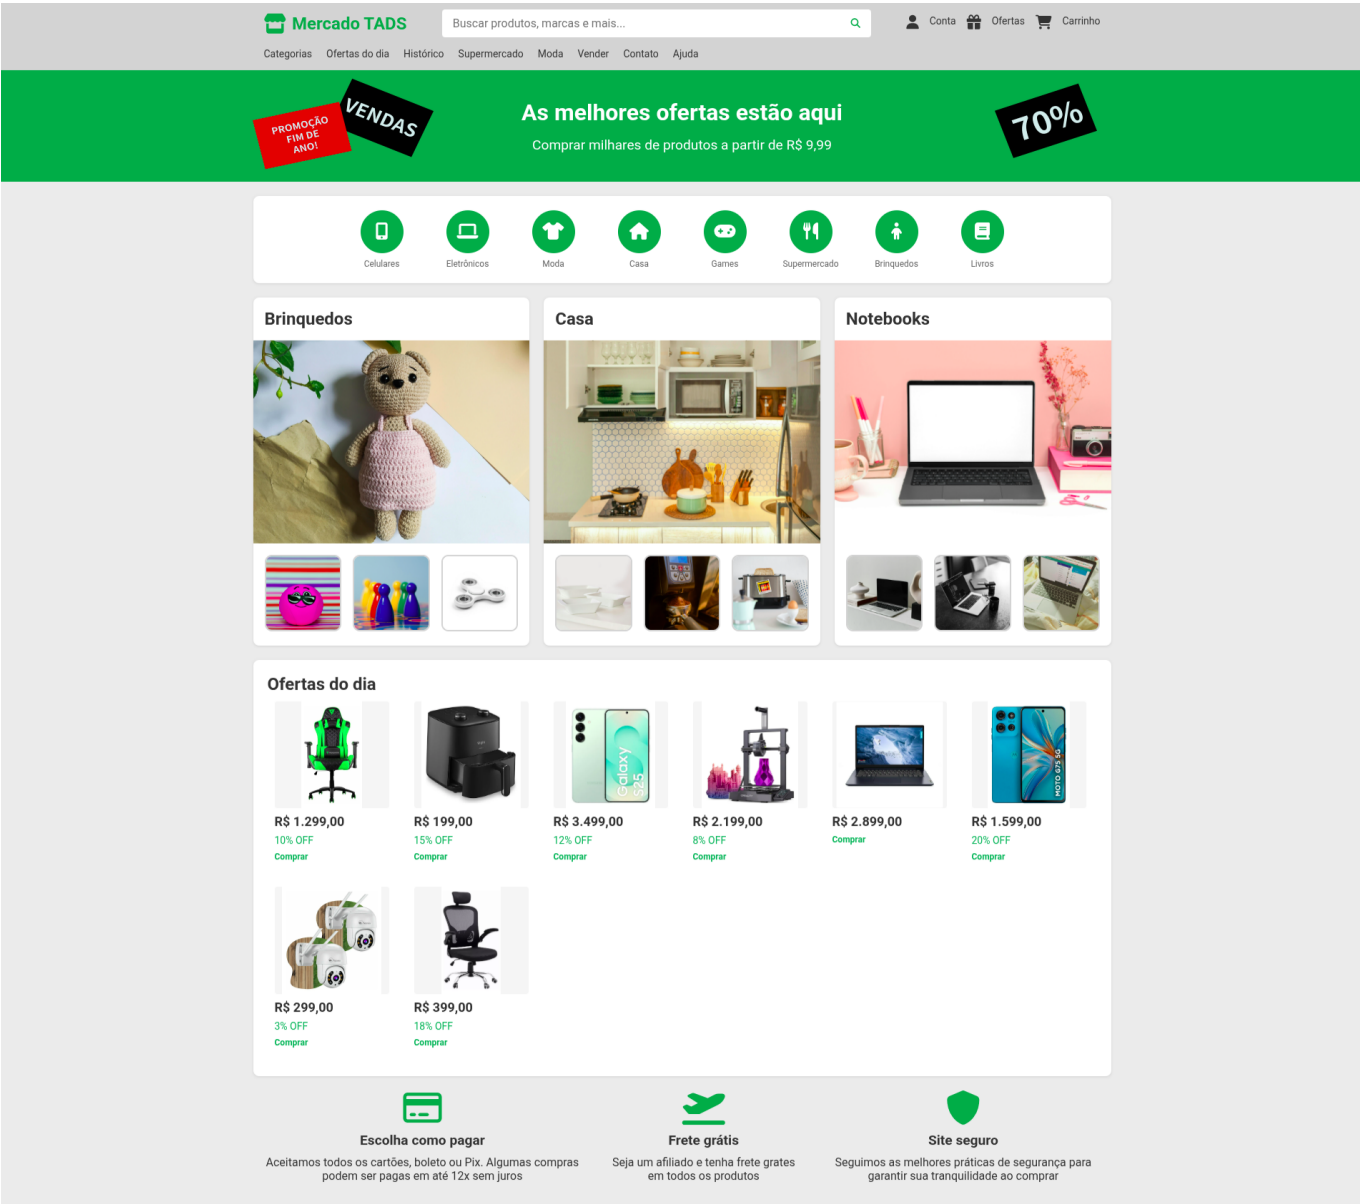 Mercado TADS
Buscar produtos, marcas e mais...
Conta
Ofertas
Carrinho
Categorias
Ofertas do dia
Histórico
Supermercado
Moda
Vender
Contato
Ajuda
PROMOÇÃO
FIM DE
ANO!
VENDAS
As melhores ofertas estão aqui
Comprar milhares de produtos a partir de R$ 9,99
70%
Celulares
Eletrônicos
Moda
Casa
Games
Supermercado
Brinquedos
Livros
Brinquedos
Casa
Notebooks
Ofertas do dia
Galaxy
S25
MOTO G75 5G
R$ 1.299,00
10% OFF
Comprar
R$ 199,00
15% OFF
Comprar
R$ 3.499,00
12% OFF
Comprar
R$ 2.199,00
8% OFF
Comprar
R$ 2.899,00
Comprar
R$ 1.599,00
20% OFF
Comprar
R$ 299,00
3% OFF
Comprar
R$ 399,00
18% OFF
Comprar
Escolha como pagar
Aceitamos todos os cartões, boleto ou Pix. Algumas compras
podem ser pagas em até 12x sem juros
Frete grátis
Seja um afiliado e tenha frete grates
em todos os produtos
Site seguro
Seguimos as melhores práticas de segurança para
garantir sua tranquilidade ao comprar